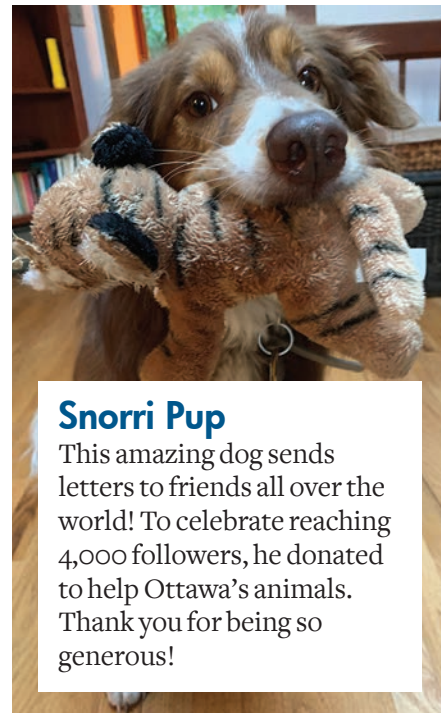 Snorri Pup
This amazing dog sends
letters to friends all over the
world! To celebrate reaching
4,000 followers, he donated
to help Ottawa’s animals.
Thank you for being so
generous!